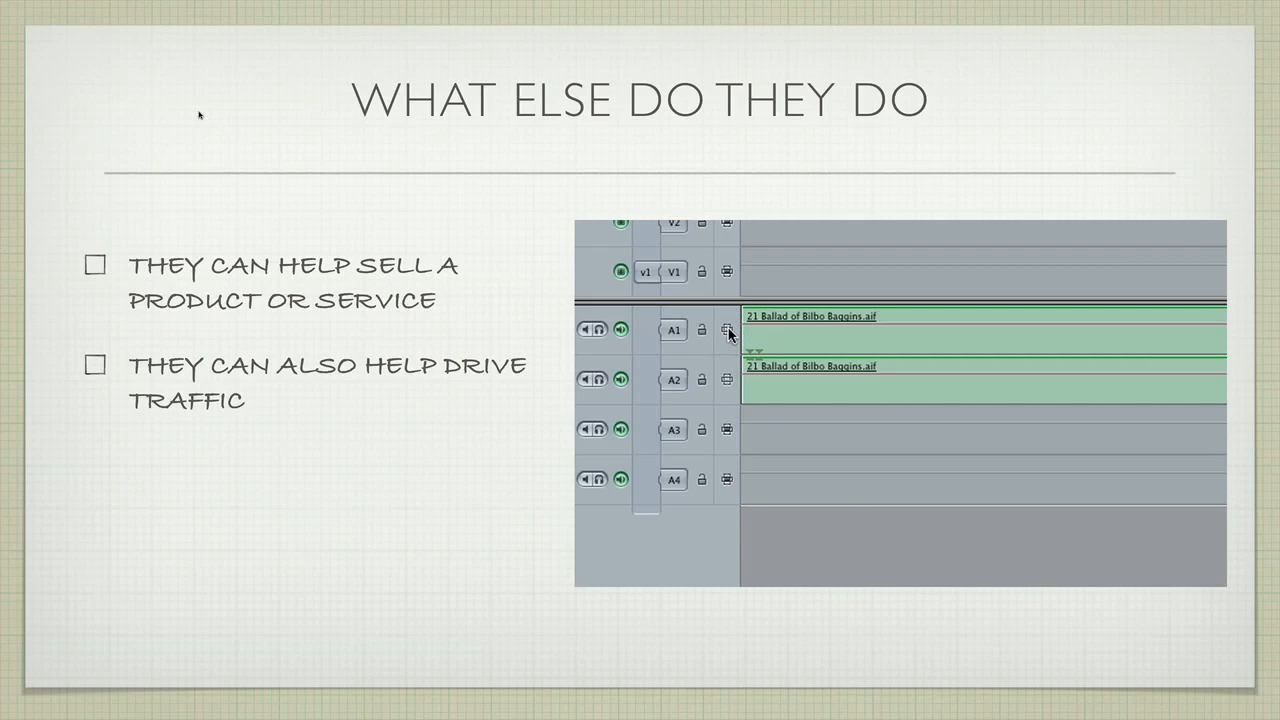 WHAT ELSE DO THEY DO
THEY CAN HELP SELL A
PRODUCT OR SERVICE
THEY CAN ALSO HELP DRIVE
TRAFFIC
V2
v1 V1
A1 21 Ballad of Bilbo Baggins.aif
A2 21 Ballad of Bilbo Baggins.aif
A3
A4